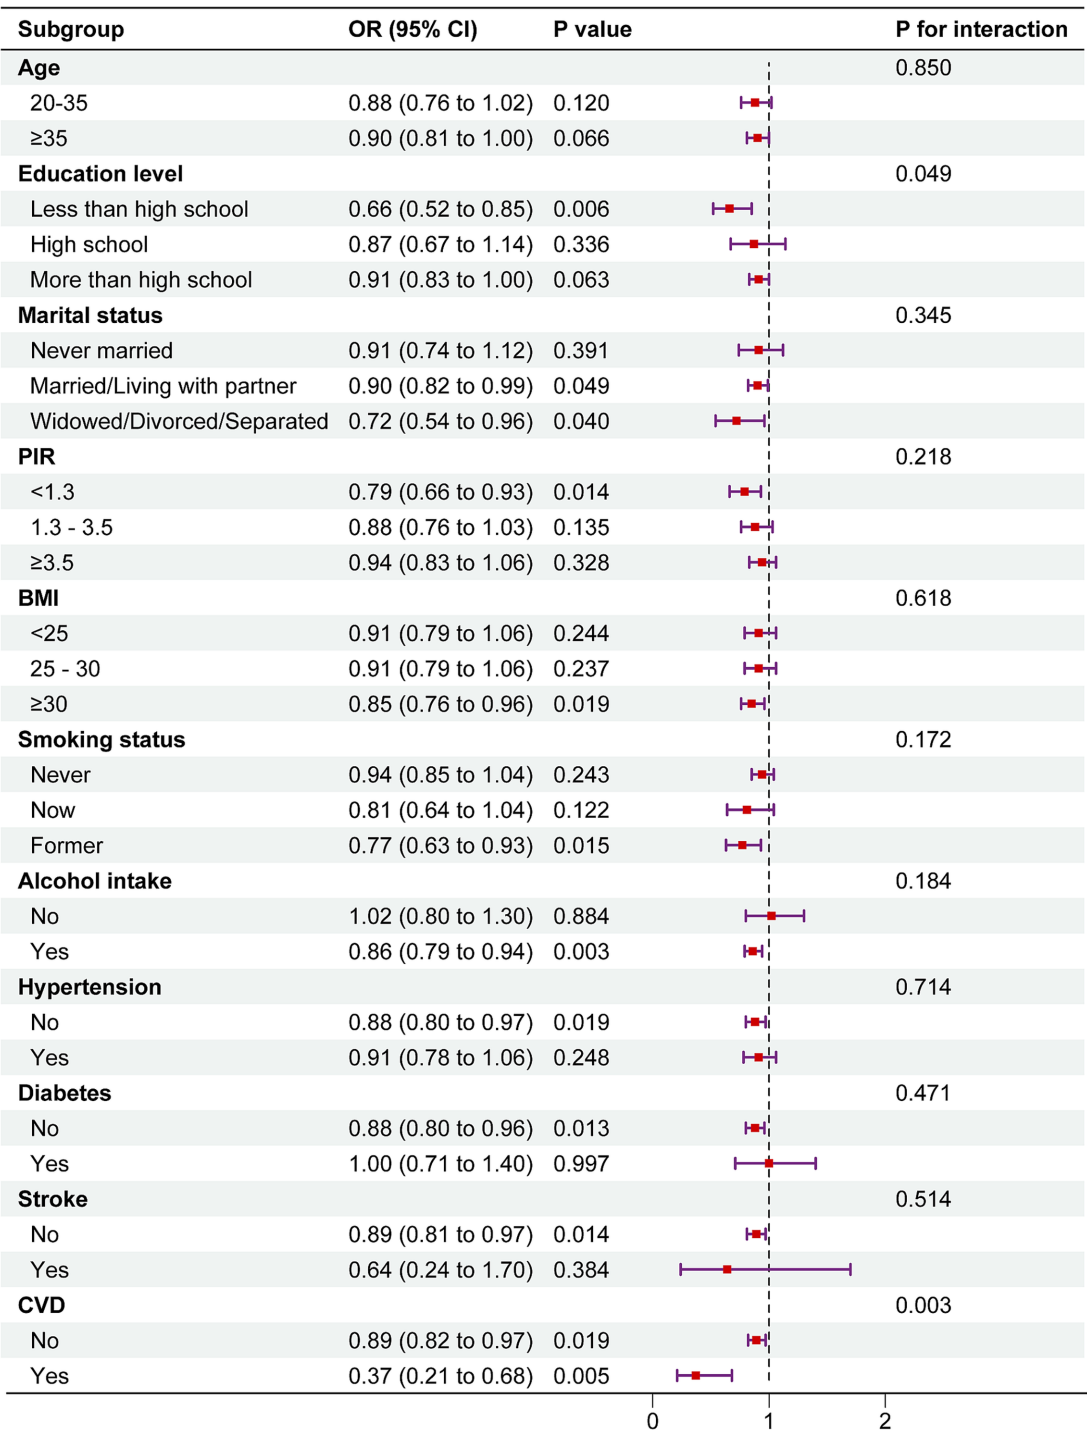 Subgroup OR (95% CI) P value P for interaction
Age 0.850
20-35 0.88 (0.76 to 1.02) 0.120
≥35 0.90 (0.81 to 1.00) 0.066
Education level 0.049
Less than high school 0.66 (0.52 to 0.85) 0.006
High school 0.87 (0.67 to 1.14) 0.336
More than high school 0.91 (0.83 to 1.00) 0.063
Marital status 0.345
Never married 0.91 (0.74 to 1.12) 0.391
Married/Living with partner 0.90 (0.82 to 0.99) 0.049
Widowed/Divorced/Separated 0.72 (0.54 to 0.96) 0.040
PIR 0.218
<1.3 0.79 (0.66 to 0.93) 0.014
1.3 - 3.5 0.88 (0.76 to 1.03) 0.135
≥3.5 0.94 (0.83 to 1.06) 0.328
BMI 0.618
<25 0.91 (0.79 to 1.06) 0.244
25 - 30 0.91 (0.79 to 1.06) 0.237
≥30 0.85 (0.76 to 0.96) 0.019
Smoking status 0.172
Never 0.94 (0.85 to 1.04) 0.243
Now 0.81 (0.64 to 1.04) 0.122
Former 0.77 (0.63 to 0.93) 0.015
Alcohol intake 0.184
No 1.02 (0.80 to 1.30) 0.884
Yes 0.86 (0.79 to 0.94) 0.003
Hypertension 0.714
No 0.88 (0.80 to 0.97) 0.019
Yes 0.91 (0.78 to 1.06) 0.248
Diabetes 0.471
No 0.88 (0.80 to 0.96) 0.013
Yes 1.00 (0.71 to 1.40) 0.997
Stroke 0.514
No 0.89 (0.81 to 0.97) 0.014
Yes 0.64 (0.24 to 1.70) 0.384
CVD 0.003
No 0.89 (0.82 to 0.97) 0.019
Yes 0.37 (0.21 to 0.68) 0.005
0 1 2